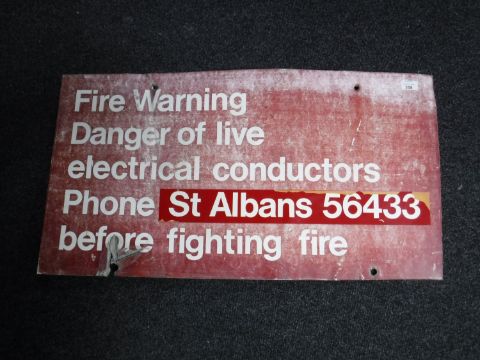 Fire Warning
Danger of live
electrical conductors
Phone St Albans 56433
before fighting fire